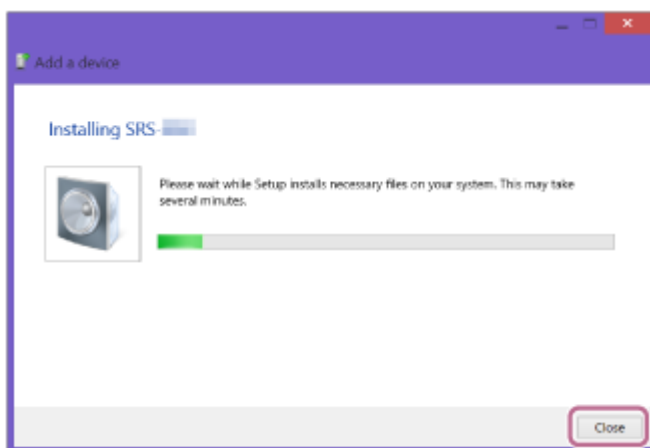 Add a device
Installing SRS-
Please wait while Setup installs necessary files on your system. This may take
several minutes.
Close